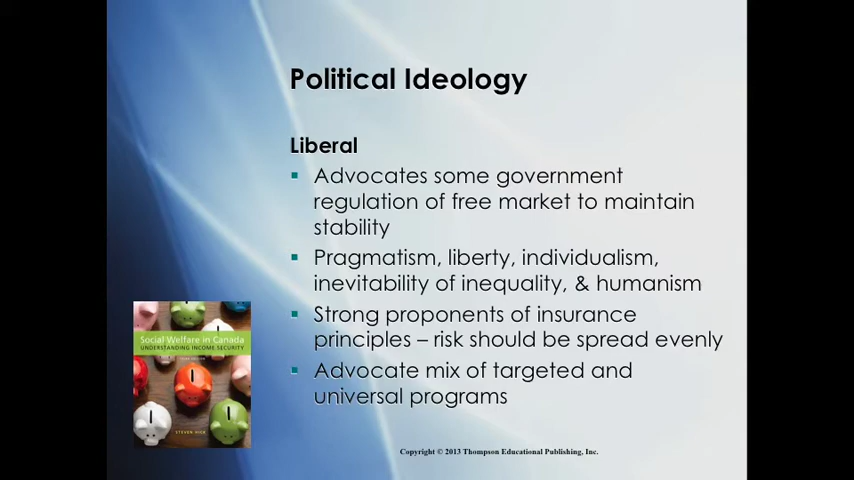 Political Ideology
Liberal
▪ Advocates some government
regulation of free market to maintain
stability
▪ Pragmatism, liberty, individualism,
inevitability of inequality, & humanism
▪ Strong proponents of insurance
principles – risk should be spread evenly
▪ Advocate mix of targeted and
universal programs
Social Welfare in Canada
UNDERSTANDING INCOME SECURITY
STEVEN HICK
Copyright © 2013 Thompson Educational Publishing, Inc.